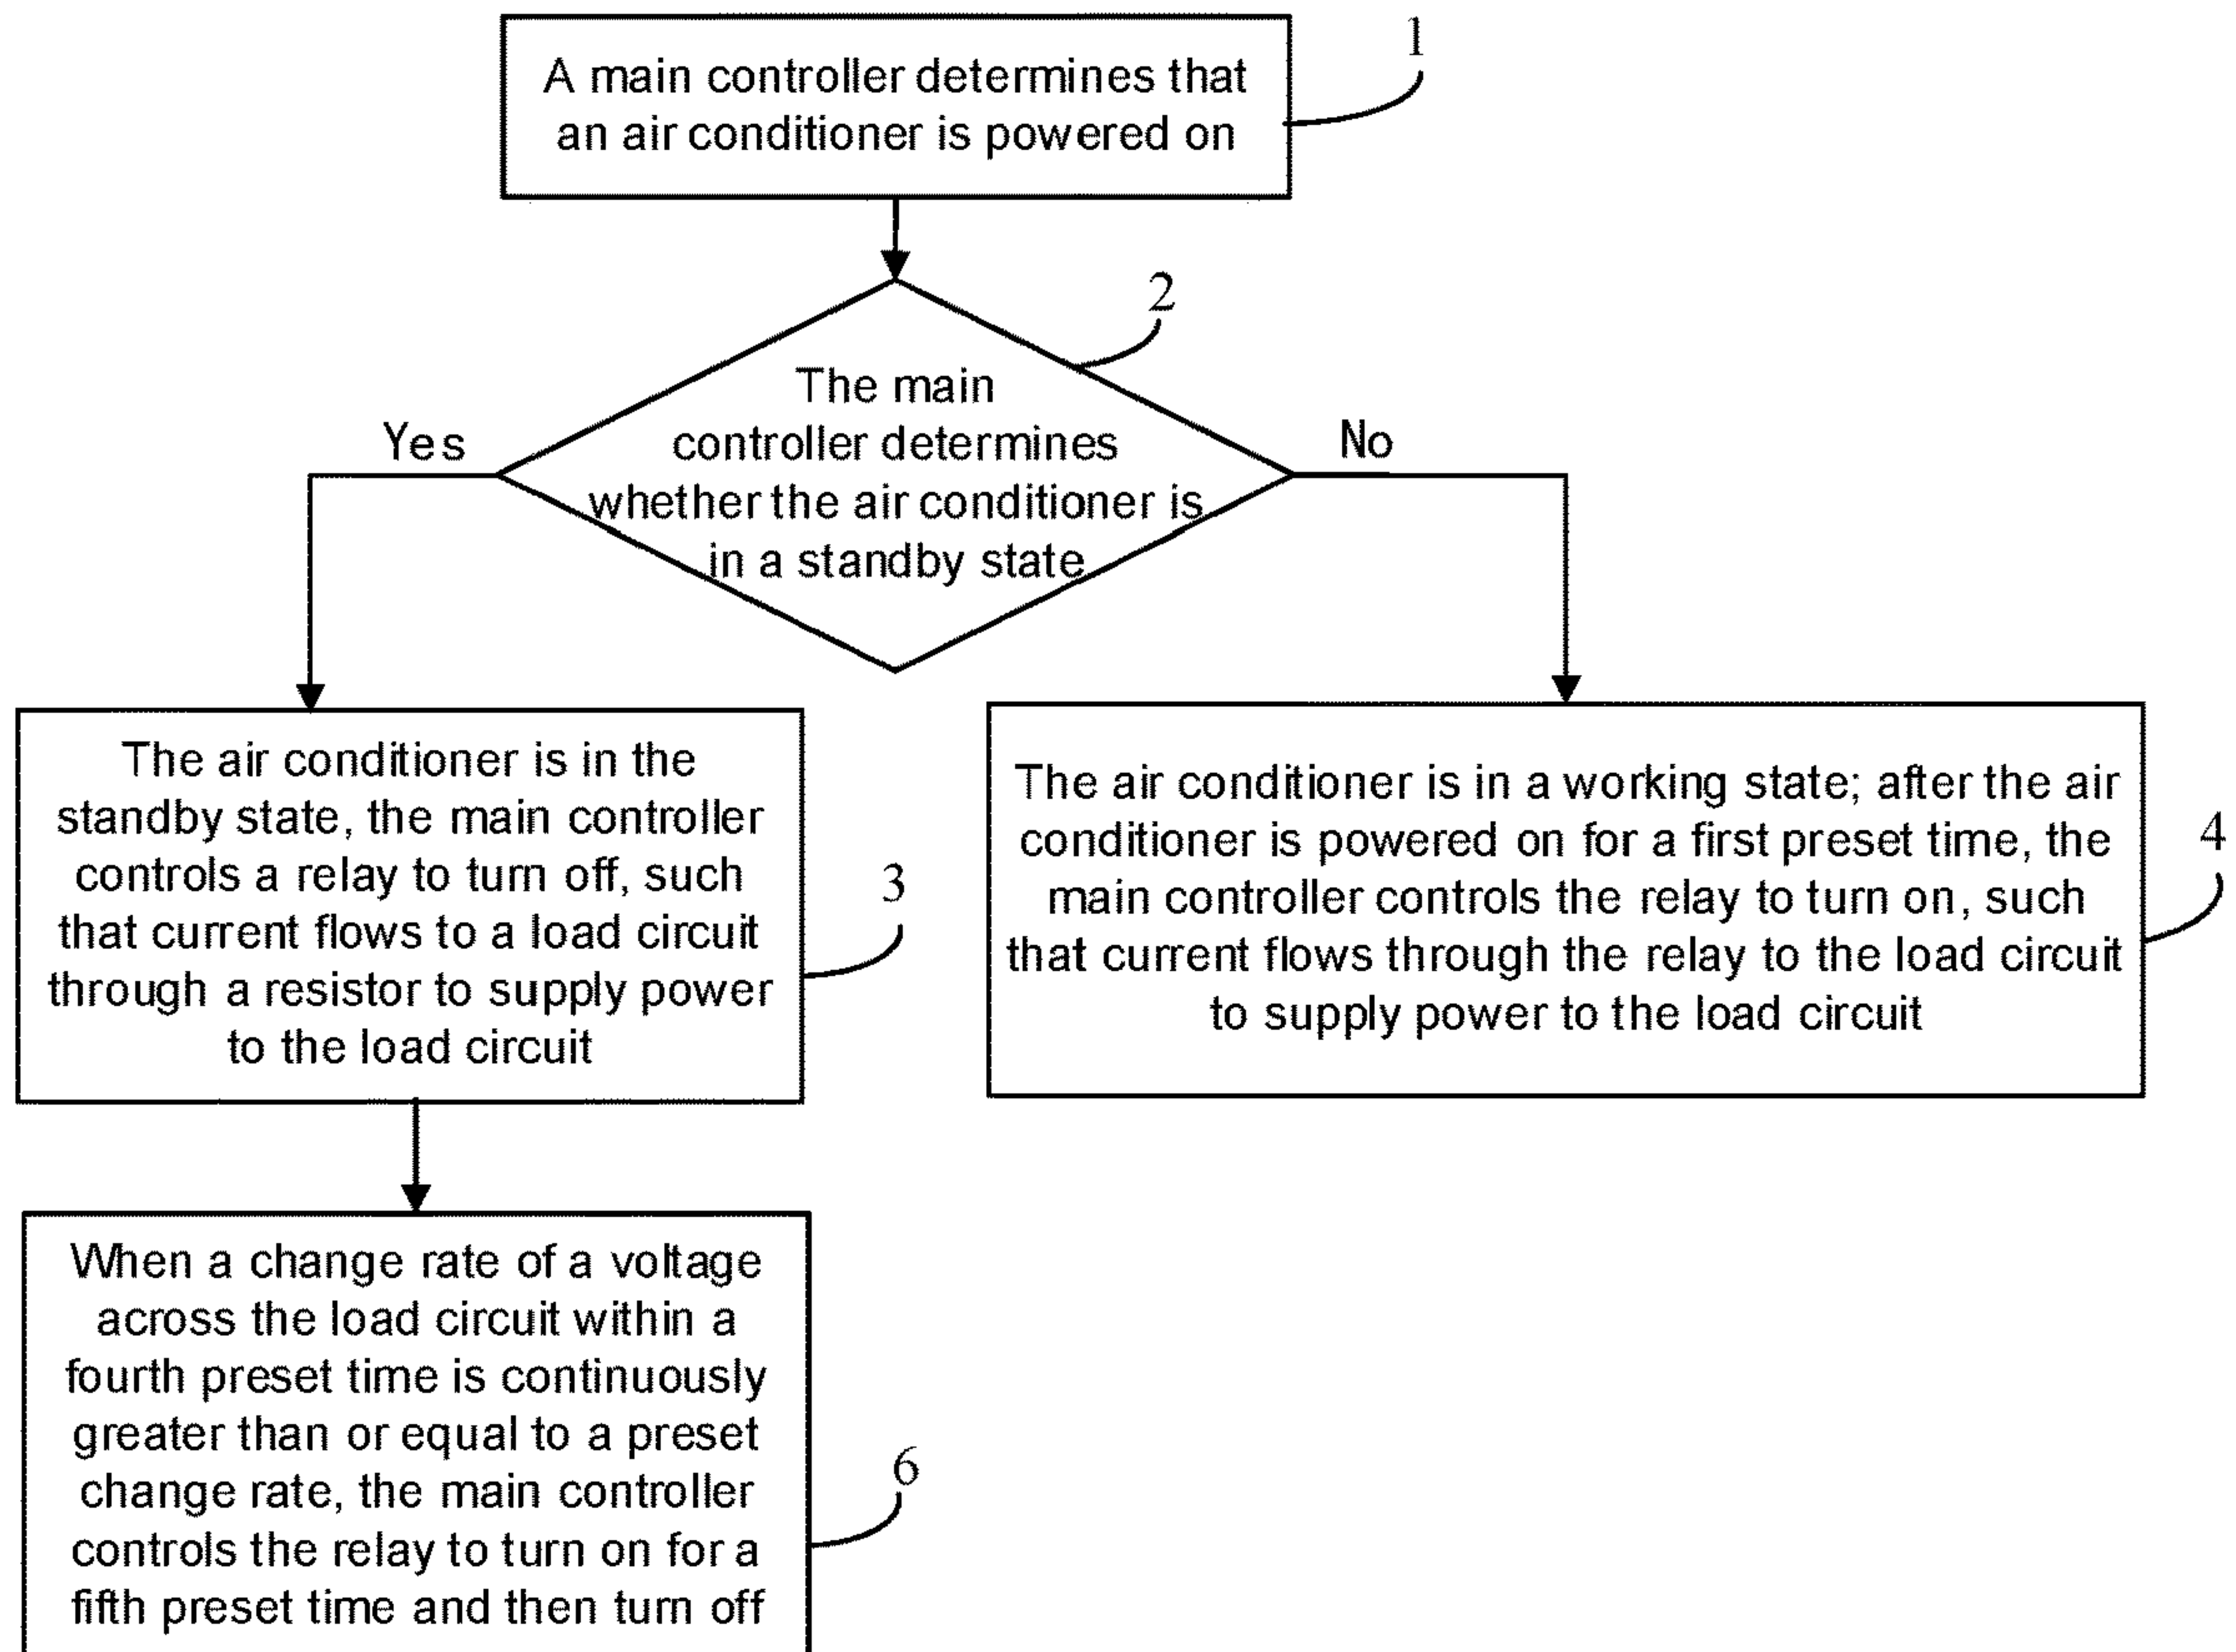 1
A main controller determines that
an air conditioner is powered on
2
The main
controller determines
whether the air conditioner is
in a standby state
Yes
No
The air conditioner is in the
standby state, the main controller
controls a relay to turn off, such
that current flows to a load circuit
through a resistor to supply power
to the load circuit
3
The air conditioner is in a working state; after the air
conditioner is powered on for a first preset time, the
main controller controls the relay to turn on, such
that current flows through the relay to the load circuit
to supply power to the load circuit
4
When a change rate of a voltage
across the load circuit within a
fourth preset time is continuously
greater than or equal to a preset
change rate, the main controller
controls the relay to turn on for a
fifth preset time and then turn off
6